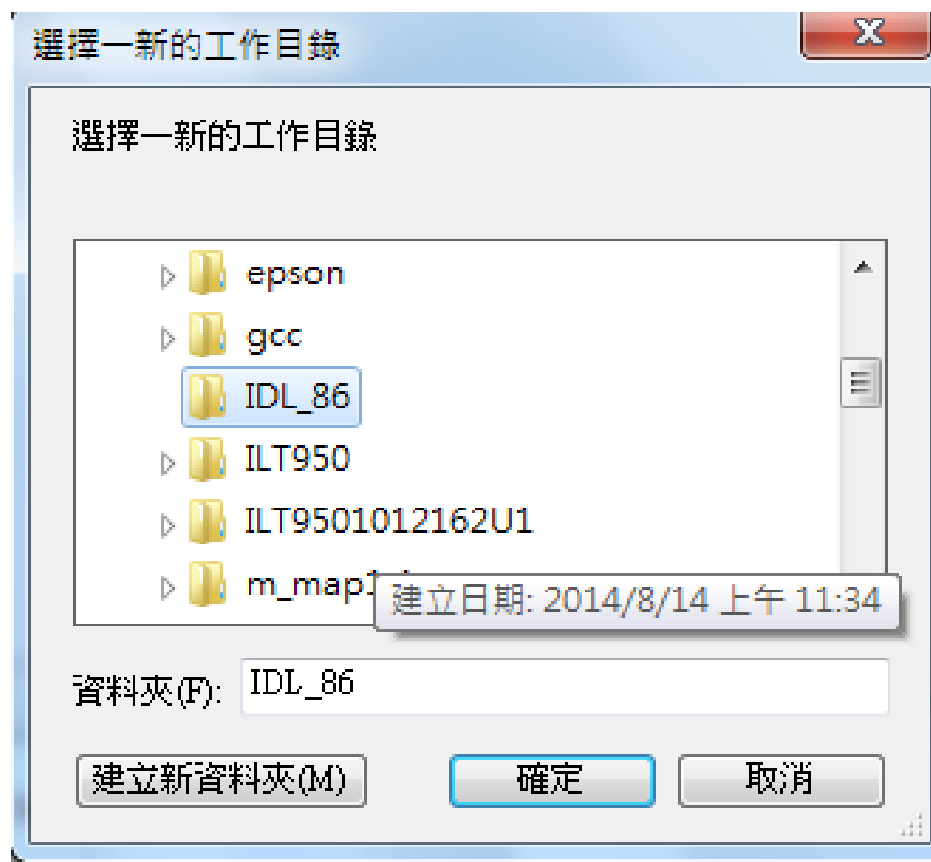 選擇一新的工作目錄
選擇一新的工作目錄
epson
gcc
IDL_86
ILT950
ILT9501012162U1
建立日期: 2014/8/14 上午 11:34
資料夾(F): IDL_86
建立新資料夾(M) 確定 取消